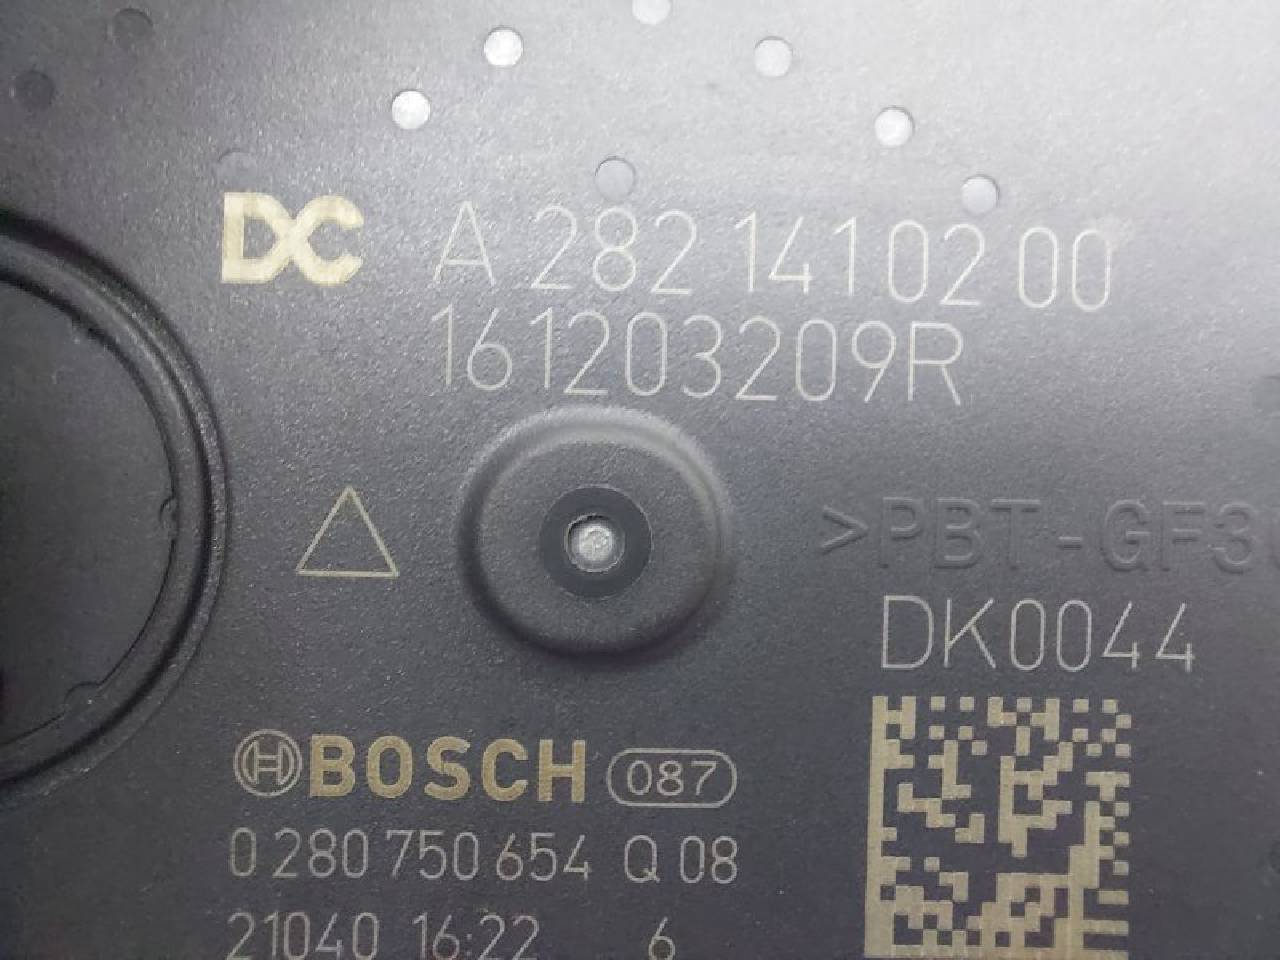 DC A 282 141 02 00
161203209R
>PBT-GF3
DK0044
BOSCH 087
0 280 750 654 Q 08
21040 16:22 6